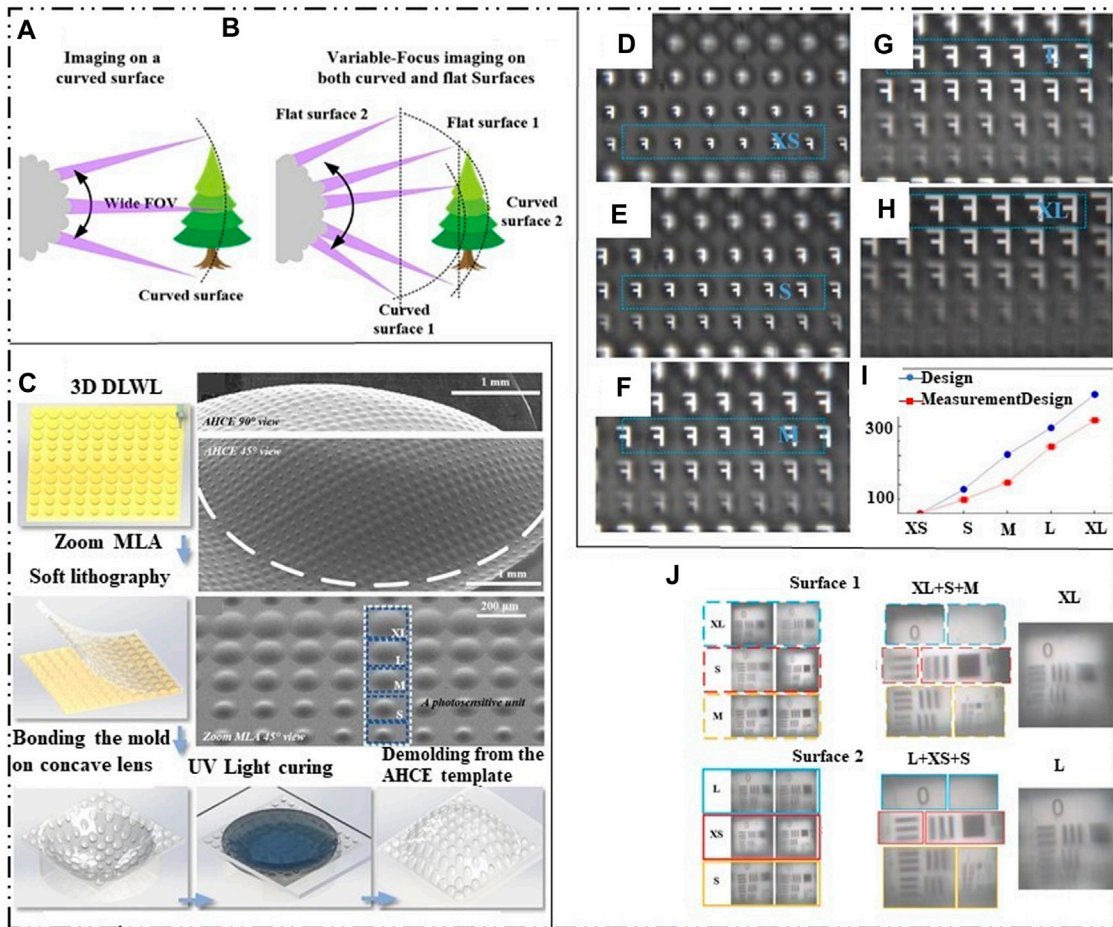 A
Imaging on a
curved surface
Wide FOV
Curved surface
B
Variable-Focus imaging on
both curved and flat Surfaces
Flat surface 2
Flat surface 1
Curved
surface 2
Curved
surface 1
C
3D DLWL
Zoom MLA
Soft lithography
Bonding the mold
on concave lens
UV Light curing
Demolding from the
AHCE template
1 mm
AHCE 90° view
AHCE 45° view
1 mm
200 μm
XL
L
M
S
A photosensitive unit
Zoom MLA 45° view
D
XS
E
S
F
M
G
L
H
XL
I
Design
MeasurementDesign
300
100
XS S M L XL
J
Surface 1
XL+S+M
XL
XL
S
M
0
Surface 2
L+XS+S
L
L
XS
S
0